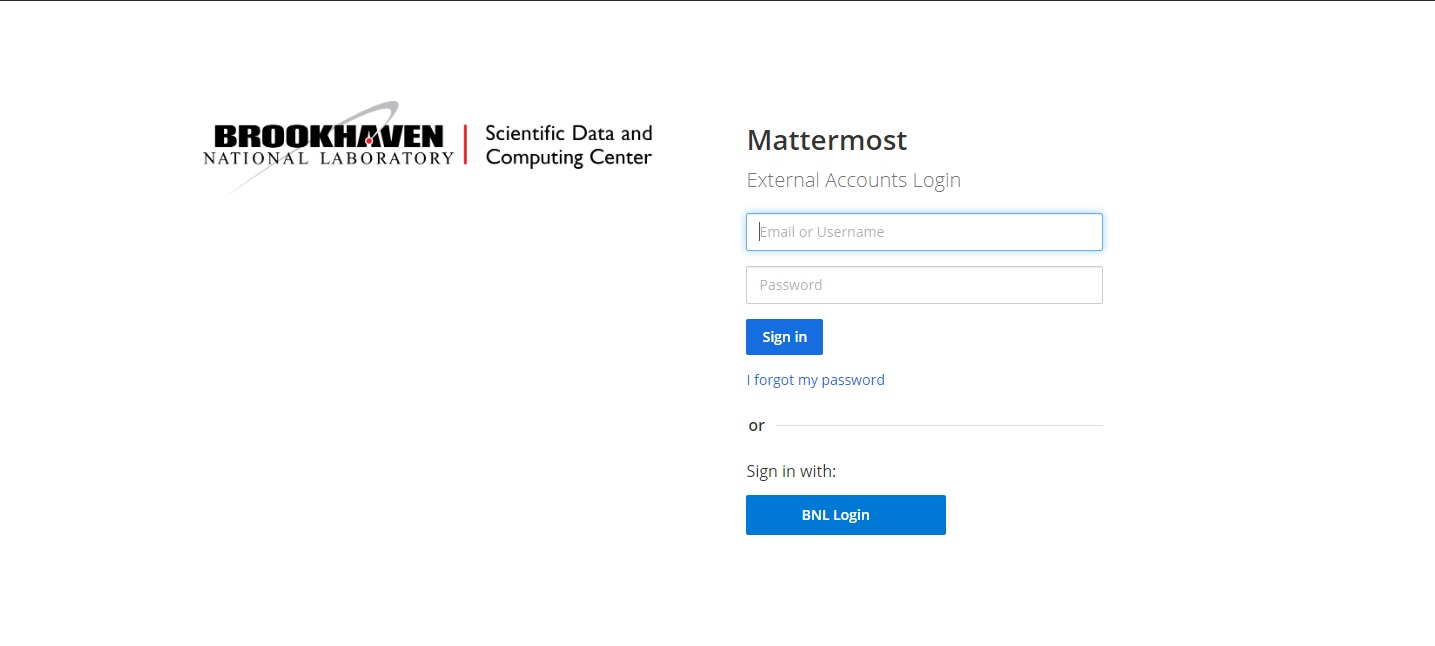 BROOKHAVEN
NATIONAL LABORATORY
Scientific Data and
Computing Center
Mattermost
External Accounts Login
Email or Username
Password
Sign in
I forgot my password
or
Sign in with:
BNL Login